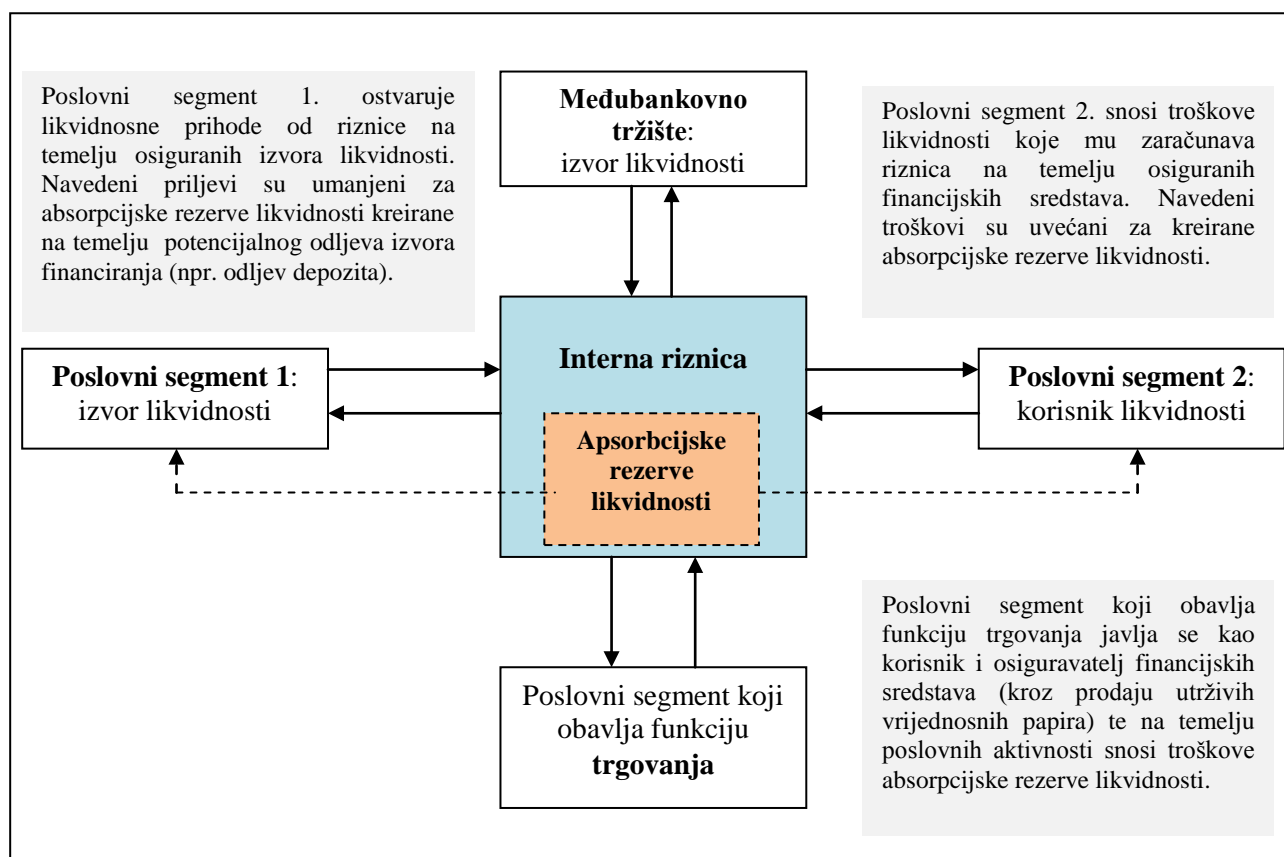 Poslovni segment 1. ostvaruje
likvidnosne prihode od riznice na
temelju osiguranih izvora likvidnosti.
Navedeni priljevi su umanjeni za
absorpcijske rezerve likvidnosti kreirane
na temelju potencijalnog odljeva izvora
financiranja (npr. odljev depozita).
Međubankovno
tržište:
izvor likvidnosti
Poslovni segment 2. snosi troškove
likvidnosti koje mu zaračunava
riznica na temelju osiguranih
financijskih sredstava. Navedeni
troškovi su uvećani za kreirane
absorpcijske rezerve likvidnosti.
Poslovni segment 1:
izvor likvidnosti
Interna riznica
Apsorbcijske
rezerve
likvidnosti
Poslovni segment 2:
korisnik likvidnosti
Poslovni segment koji
obavlja funkciju
trgovanja
Poslovni segment koji obavlja
funkciju trgovanja javlja se kao
korisnik i osiguravatelj financijskih
sredstava (kroz prodaju utrživih
vrijednosnih papira) te na temelju
poslovnih aktivnosti snosi troškove
absorpcijske rezerve likvidnosti.